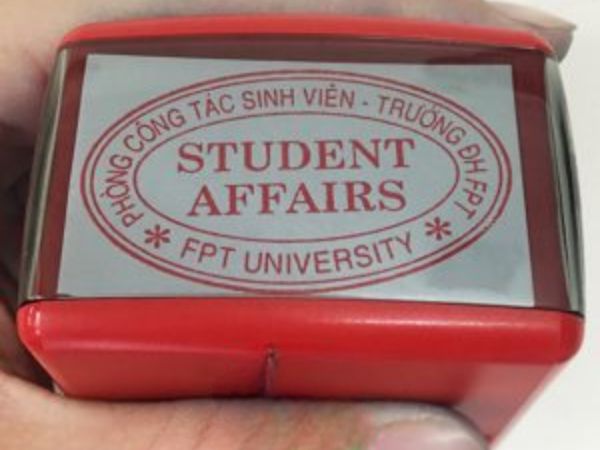 PHÒNG CÔNG TÁC SINH VIÊN - TRƯỜNG ĐH FPT
STUDENT
AFFAIRS
* FPT UNIVERSITY *